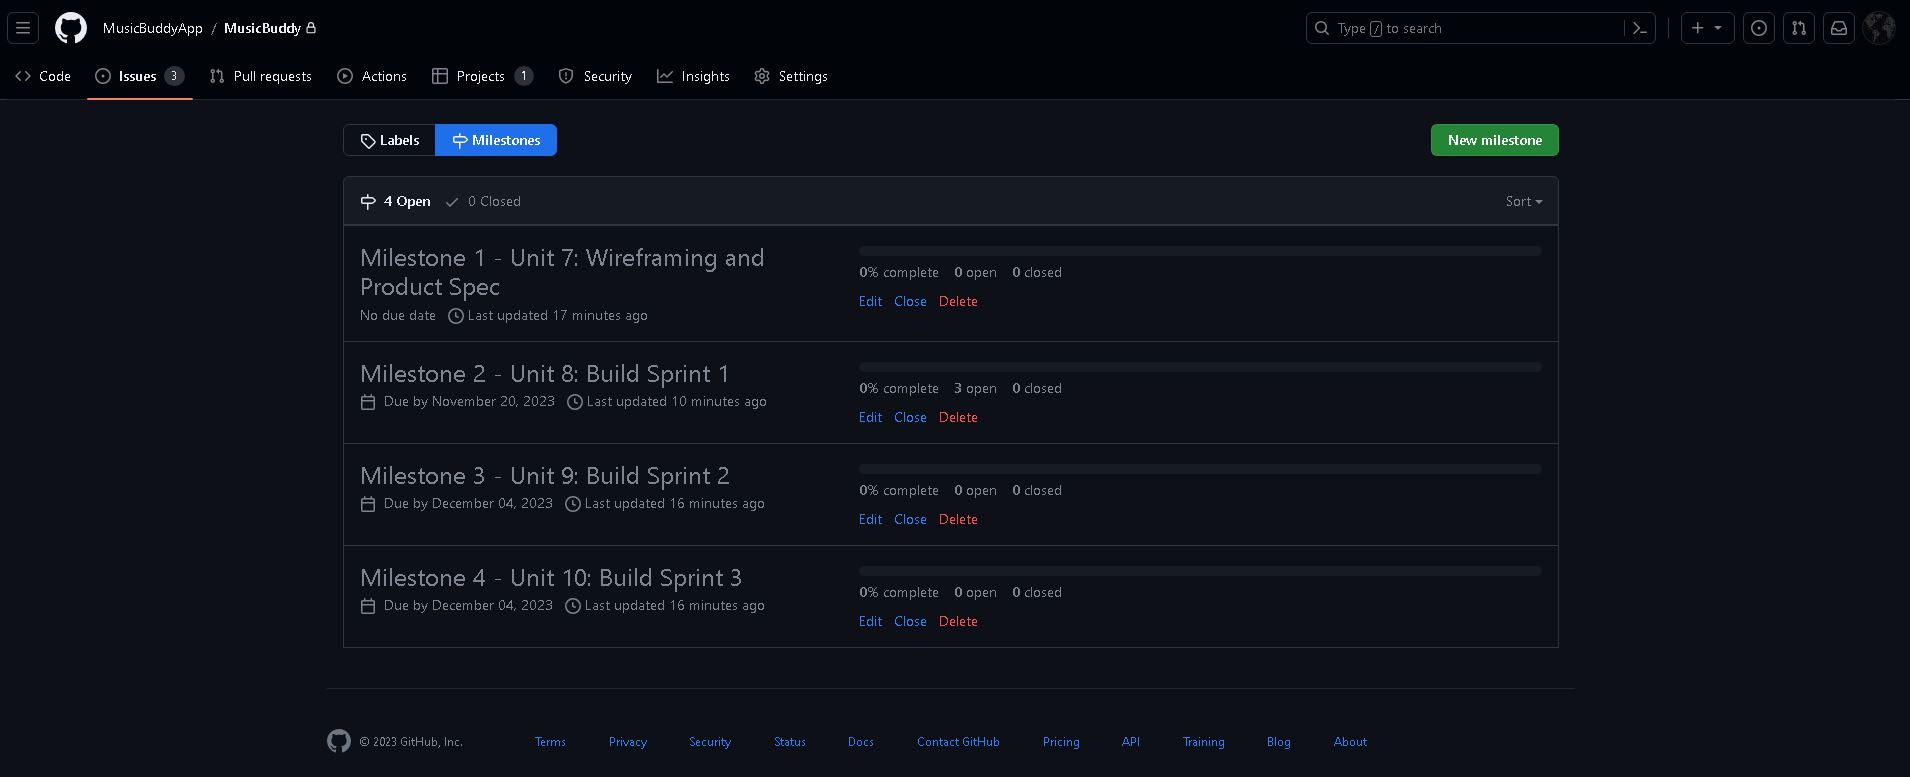 MusicBuddyApp / MusicBuddy
Type / to search
Code Issues 3 Pull requests Actions Projects 1 Security Insights Settings
Labels Milestones New milestone
4 Open 0 Closed Sort
Milestone 1 - Unit 7: Wireframing and
Product Spec
No due date Last updated 17 minutes ago
0% complete 0 open 0 closed
Edit Close Delete
Milestone 2 - Unit 8: Build Sprint 1
Due by November 20, 2023 Last updated 10 minutes ago
0% complete 3 open 0 closed
Edit Close Delete
Milestone 3 - Unit 9: Build Sprint 2
Due by December 04, 2023 Last updated 16 minutes ago
0% complete 0 open 0 closed
Edit Close Delete
Milestone 4 - Unit 10: Build Sprint 3
Due by December 04, 2023 Last updated 16 minutes ago
0% complete 0 open 0 closed
Edit Close Delete
© 2023 GitHub, Inc. Terms Privacy Security Status Docs Contact GitHub Pricing API Training Blog About